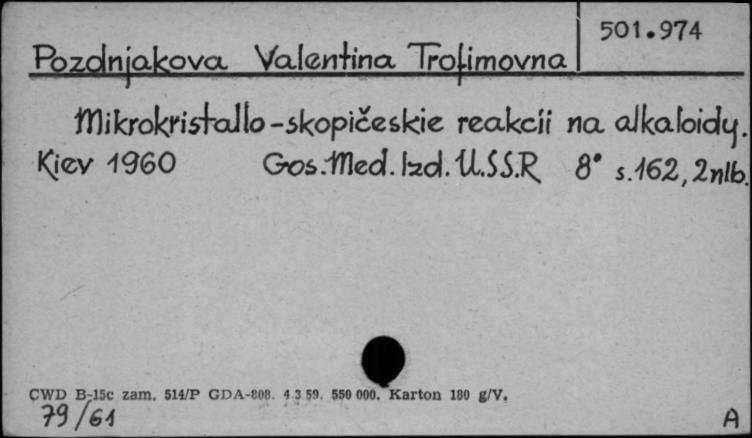 501.974
Pozdnjakova Valentina Trofimovna
Mikrokristallo-skopičeskie reakcii na alkaloidy.
Kiev 1960 Gos.Med.Izd.U.S.S.R 8° s.162, 2nlb.
CWD B-15c zam. 514/P GDA-808. 4 3 59. 550 000. Karton 180 g/V.
79/61
A